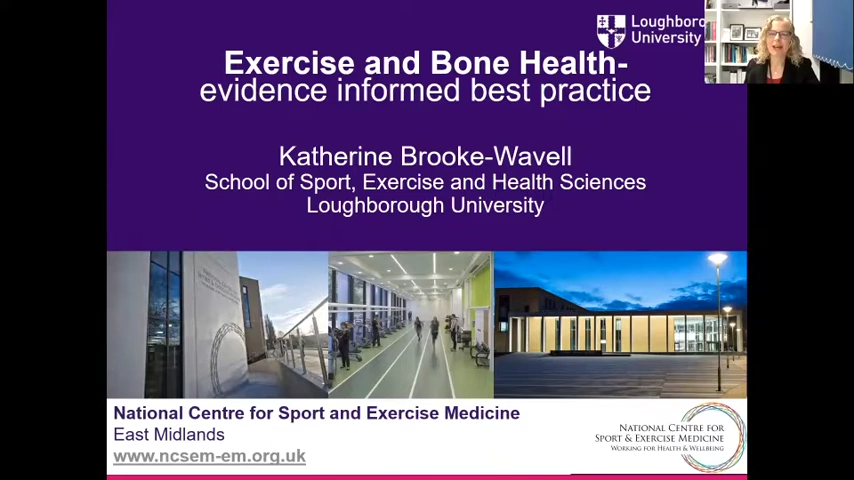 Loughboro
University
Exercise and Bone Health-
evidence informed best practice
Katherine Brooke-Wavell
School of Sport, Exercise and Health Sciences
Loughborough University
National Centre for Sport and Exercise Medicine
East Midlands
www.ncsem-em.org.uk
National Centre for
Sport & Exercise Medicine
Working for Health & Wellbeing